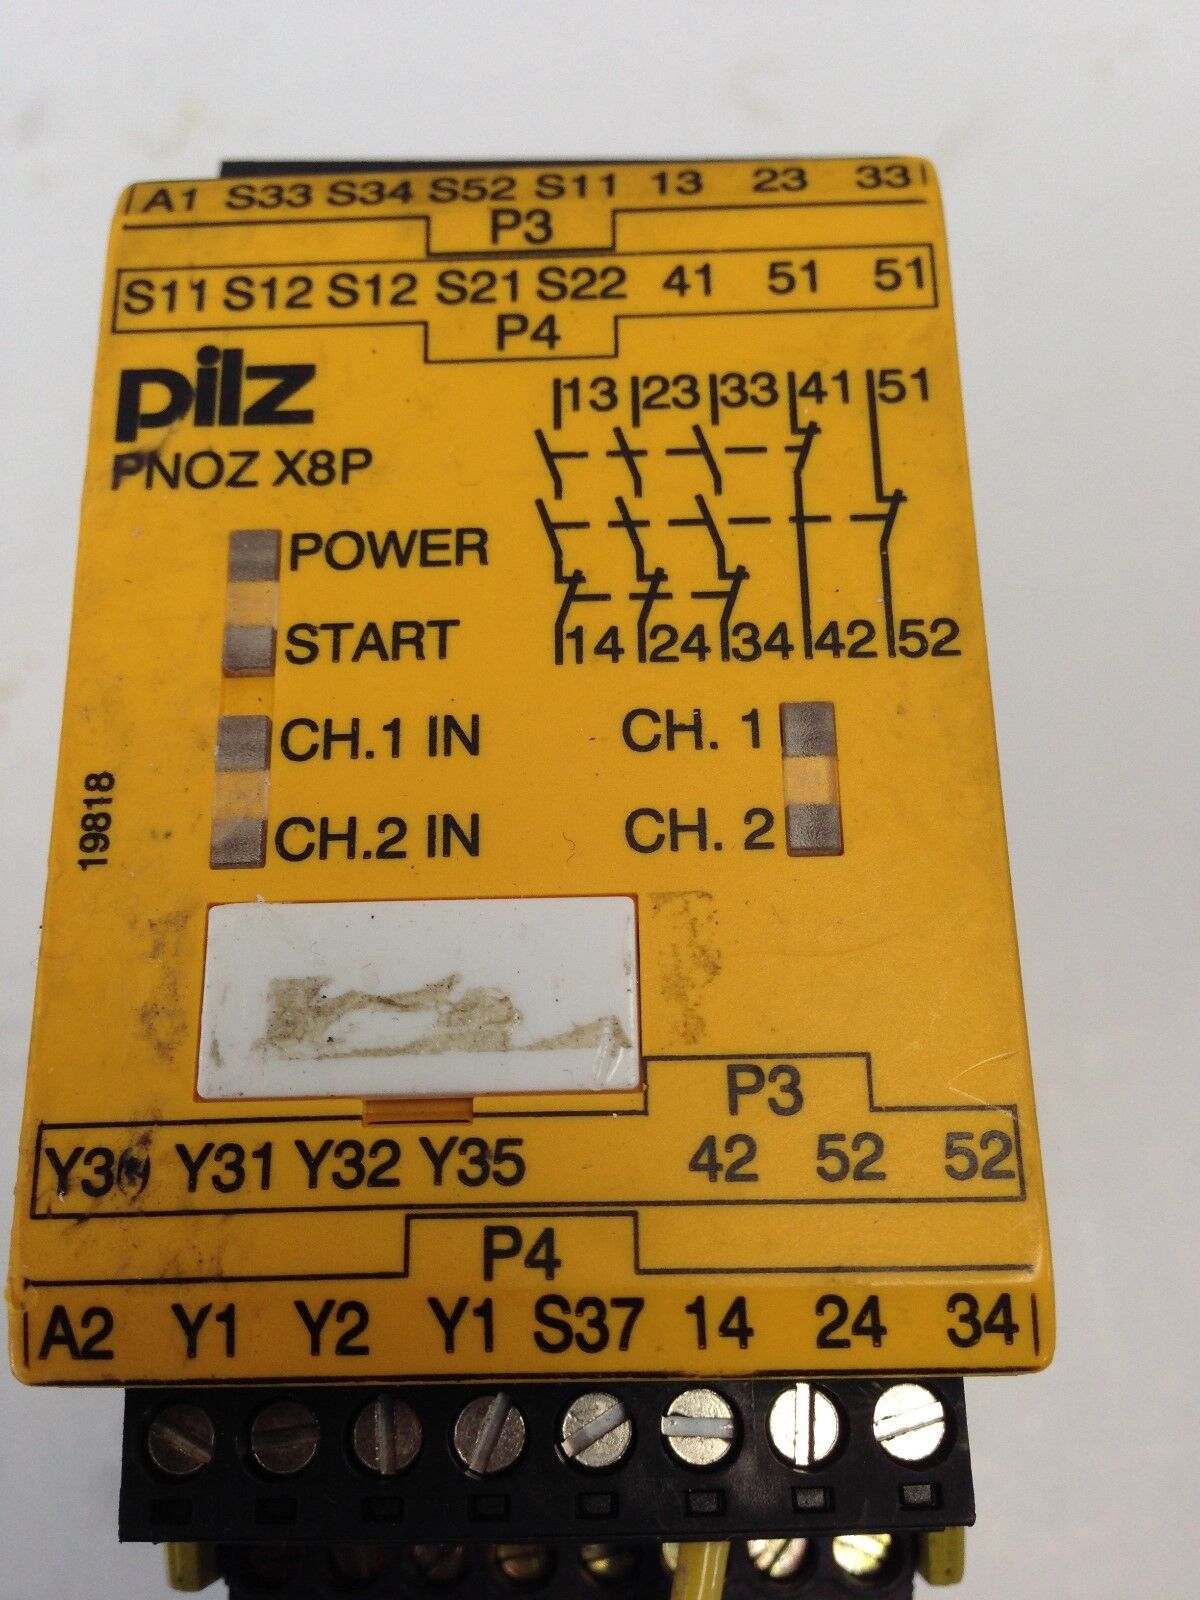 A1 S33 S34 S52 S11 13 23 33
P3
S11 S12 S12 S21 S22 41 51 51
P4
pilz
PNOZ X8P
13 23 33 41 51
POWER
START
14 24 34 42 52
CH.1 IN
CH. 1
CH.2 IN
CH. 2
19818
P3
Y30 Y31 Y32 Y35 42 52 52
P4
A2 Y1 Y2 Y1 S37 14 24 34